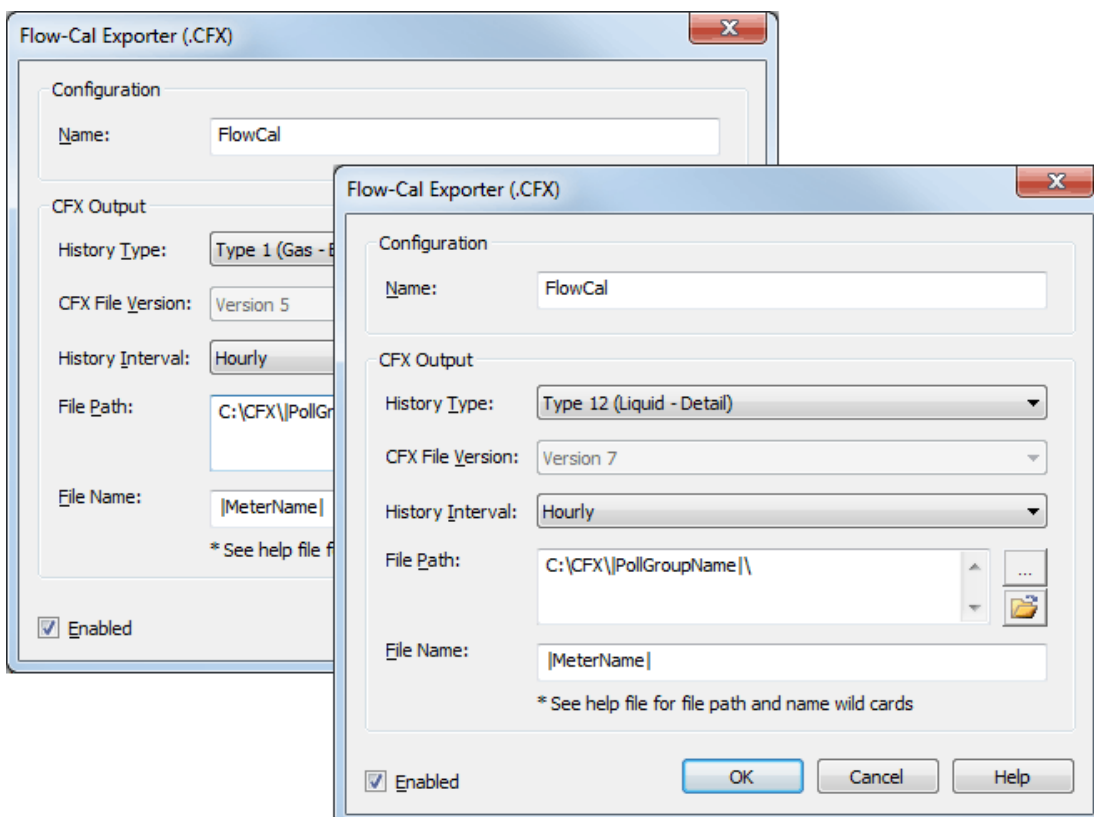 Flow-Cal Exporter (.CFX)
Configuration
Name: FlowCal
CFX Output
History Type: Type 1 (Gas -
CFX File Version: Version 5
History Interval: Hourly
File Path: C:\CFX\|PollGr
File Name: |MeterName|
* See help file
Enabled
Flow-Cal Exporter (.CFX)
Configuration
Name: FlowCal
CFX Output
History Type: Type 12 (Liquid - Detail)
CFX File Version: Version 7
History Interval: Hourly
File Path: C:\CFX\|PollGroupName|\
...
File Name: |MeterName|
* See help file for file path and name wild cards
Enabled OK Cancel Help